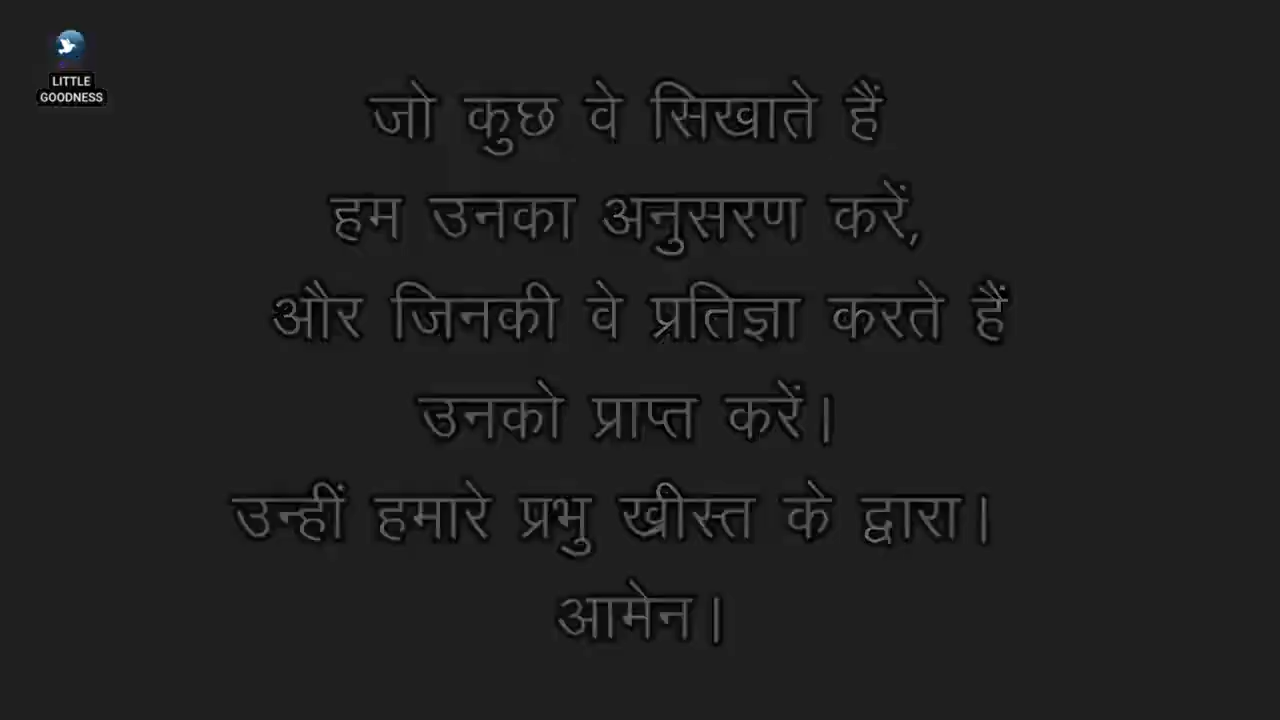 LITTLE
GOODNESS
जो कुछ वे सिखाते हैं
हम उनका अनुसरण करें,
और जिनकी वे प्रतिज्ञा करते हैं
उनको प्राप्त करें।
उन्हीं हमारे प्रभु ख्रीस्त के द्वारा।
आमेन।